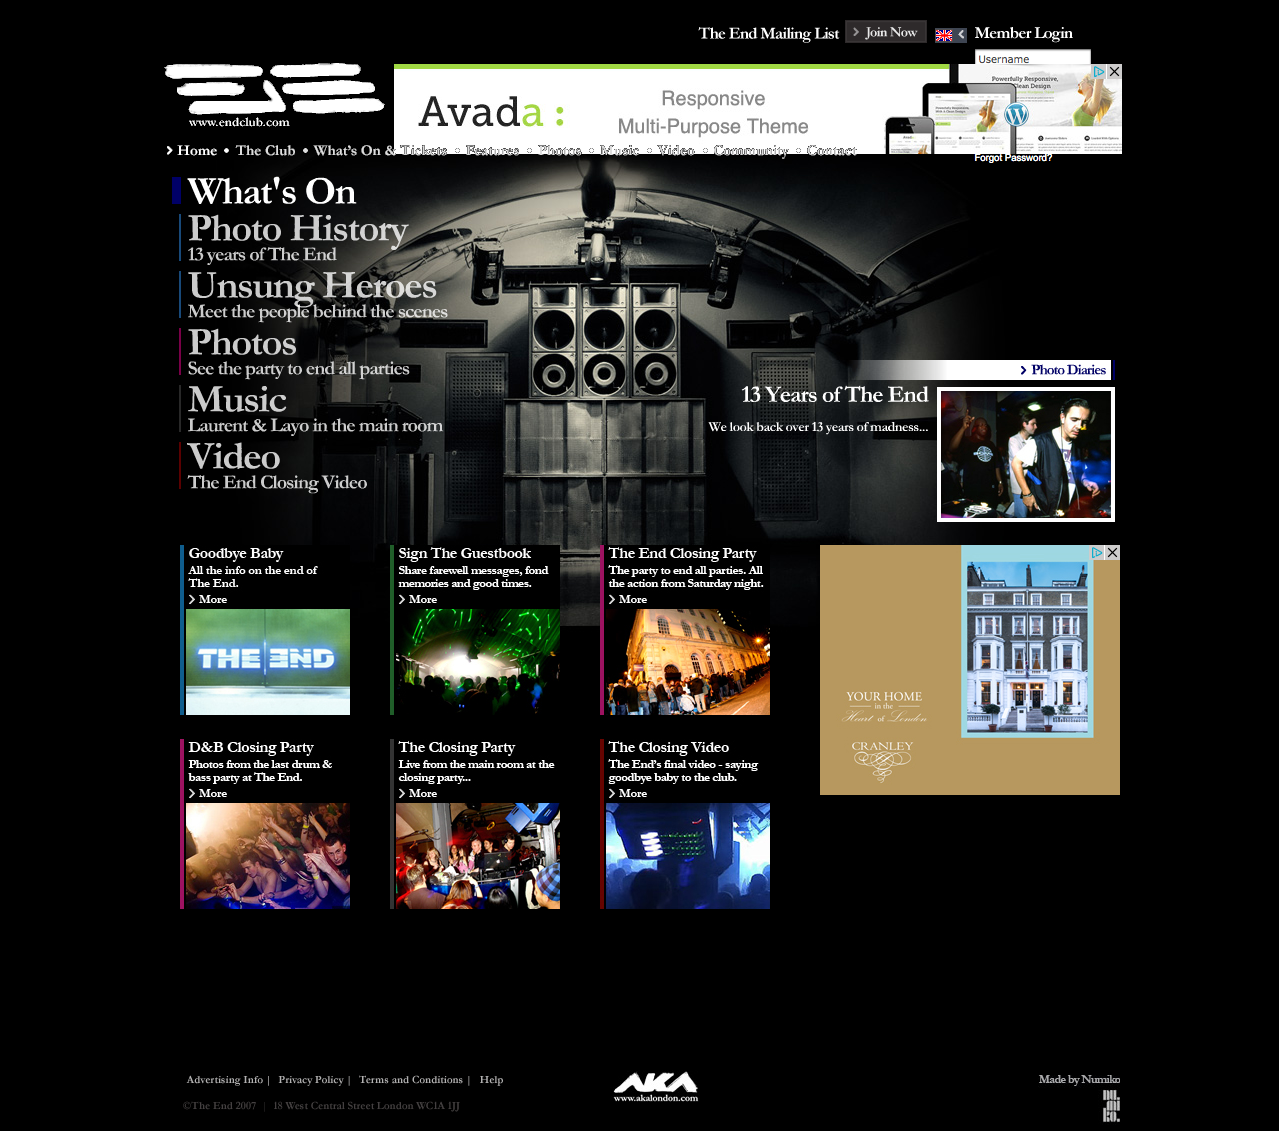 The End Mailing List
Join Now
Member Login
Username
www.endclub.com
Avada:
Responsive
Multi-Purpose Theme
Powerfully Responsive,
Forgot Password?
Home • The Club • What's On & Tickets • Features • Photos • Music • Video • Community • Contact
What's On
Photo History
13 years of The End
Unsung Heroes
Meet the people behind the scenes
Photos
See the party to end all parties
Music
Laurent & Layo in the main room
Video
The End Closing Video
Photo Diaries
13 Years of The End
We look back over 13 years of madness...
Goodbye Baby
All the info on the end of
The End.
More
THE END
Sign The Guestbook
Share farewell messages, fond
memories and good times.
More
The End Closing Party
The party to end all parties. All
the action from Saturday night.
More
YOUR HOME
in the
Heart of London
CRANLEY
D&B Closing Party
Photos from the last drum &
bass party at The End.
More
The Closing Party
Live from the main room at the
closing party...
More
The Closing Video
The End's final video - saying
goodbye baby to the club.
More
Advertising Info | Privacy Policy | Terms and Conditions | Help
©The End 2007 | 18 West Central Street London WC1A 1JJ
AKA
www.akalondon.com
Made by Numiko
nu.
mi
ko.